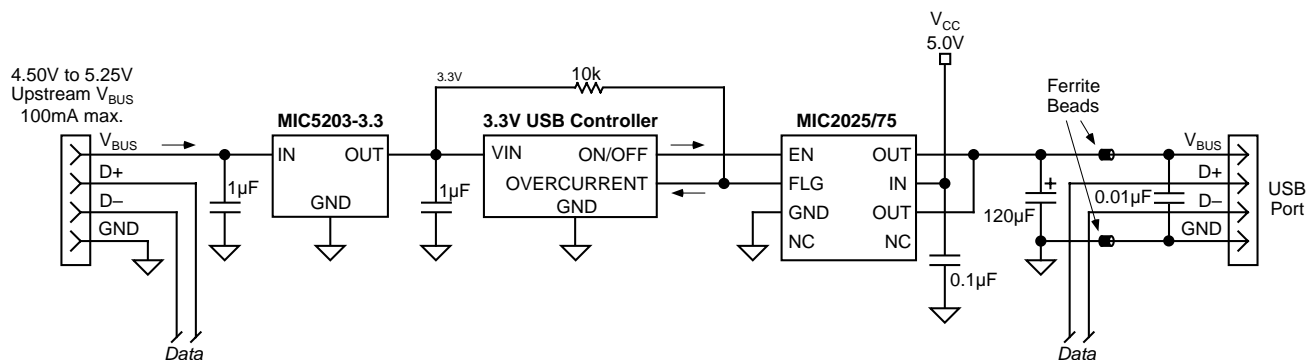 4.50V to 5.25V
Upstream VBUS
100mA max.
VBUS
D+
D–
GND
Data
1µF
MIC5203-3.3
IN
OUT
GND
3.3V
10k
1µF
3.3V USB Controller
VIN
ON/OFF
OVERCURRENT
GND
MIC2025/75
EN
OUT
FLG
IN
GND
OUT
NC
NC
VCC
5.0V
0.1µF
120µF
+
Ferrite
Beads
0.01µF
VBUS
D+
D–
GND
USB
Port
Data